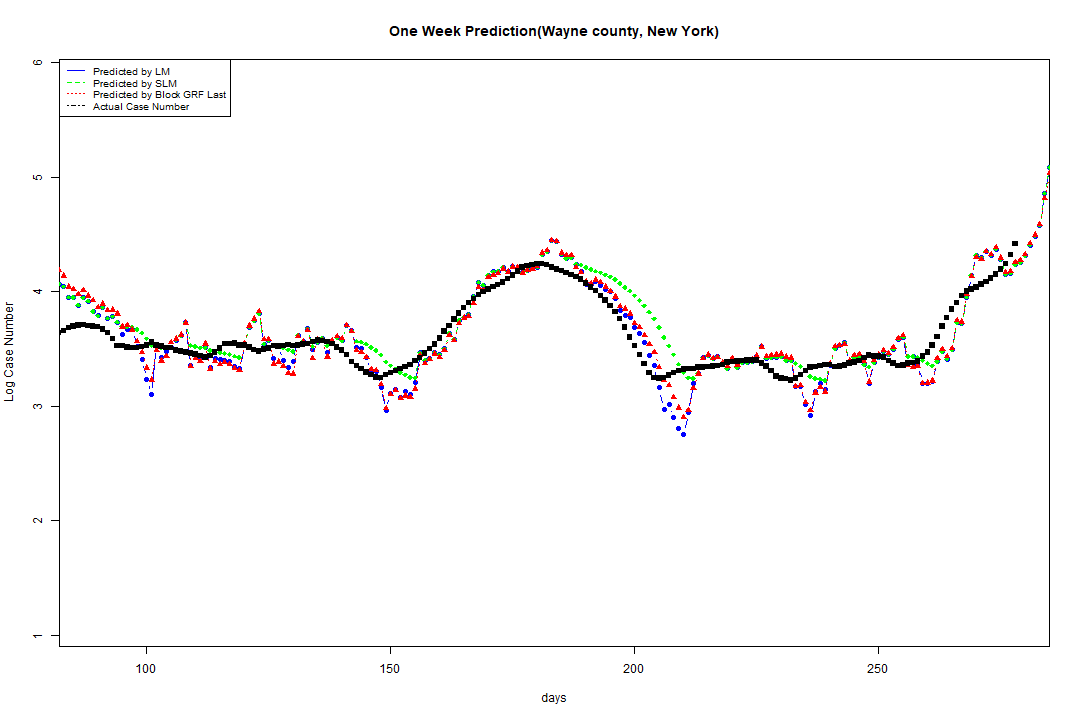 One Week Prediction(Wayne county, New York)
Predicted by LM
Predicted by SLM
Predicted by Block GRF Last
Actual Case Number
Log Case Number
6
5
4
3
2
1
100
150
200
250
days